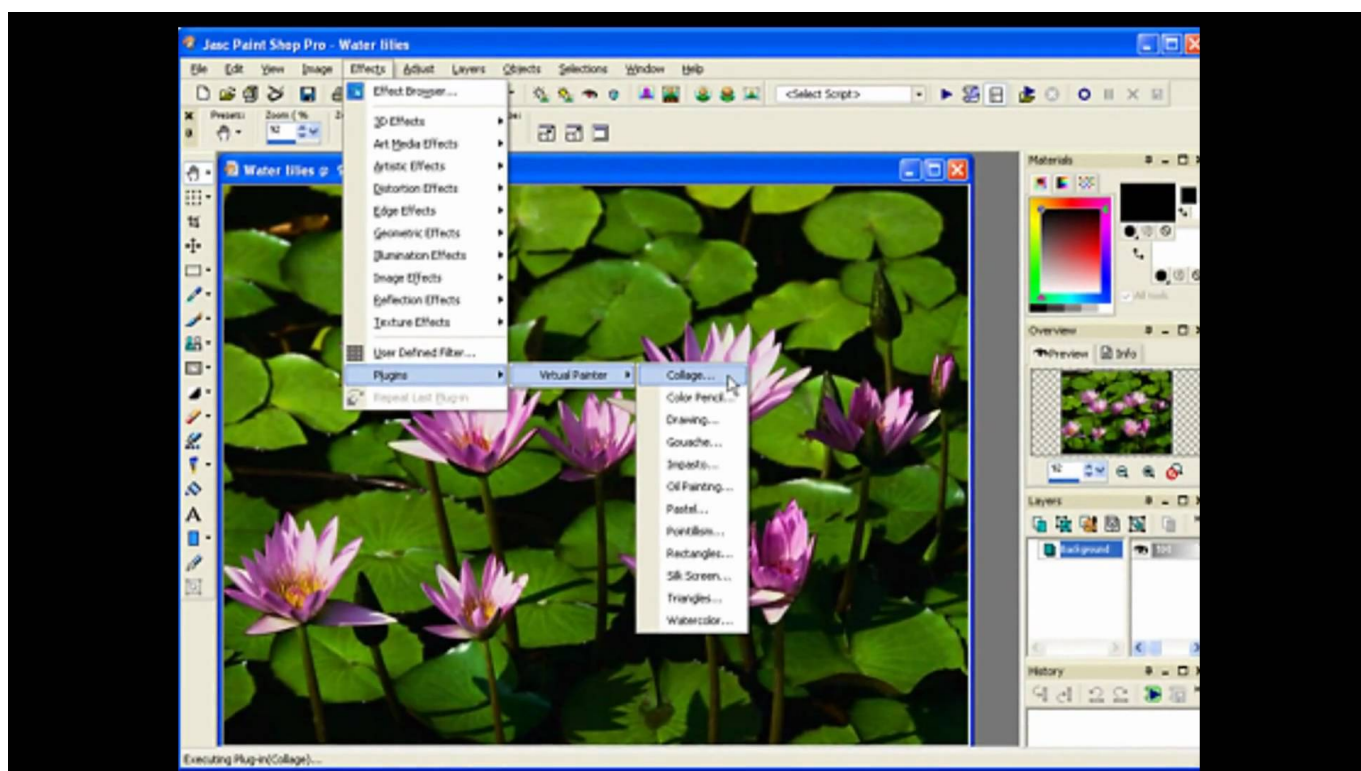 Jasc Paint Shop Pro - Water lilies
File Edit View Image Effects Adjust Layers Objects Selections Window Help
<Select Script>
Presets: Zoom (%
92
Water lilies @
Effect Browser...
3D Effects
Art Media Effects
Artistic Effects
Distortion Effects
Edge Effects
Geometric Effects
Illumination Effects
Image Effects
Reflection Effects
Texture Effects
User Defined Filter...
Plugins
Repeat Last Plug-in
Virtual Painter
Collage...
Color Pencil...
Drawing...
Gouache...
Impasto...
Oil Painting...
Pastel...
Pointillism...
Rectangles...
Silk Screen...
Triangles...
Watercolor...
Materials
All tools
Overview
Preview Info
92
Layers
Background 100
History
Executing Plug-in(Collage)...